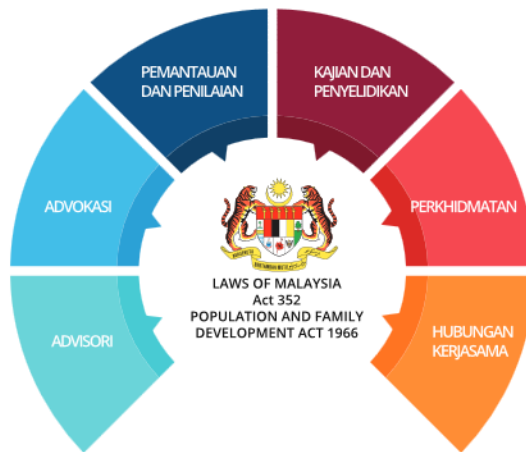 PEMANTAUAN
DAN PENILAIAN
KAJIAN DAN
PENYELIDIKAN
ADVOKASI
PERKHIDMATAN
LAWS OF MALAYSIA
Act 352
POPULATION AND FAMILY
DEVELOPMENT ACT 1966
ADVISORI
HUBUNGAN
KERJASAMA